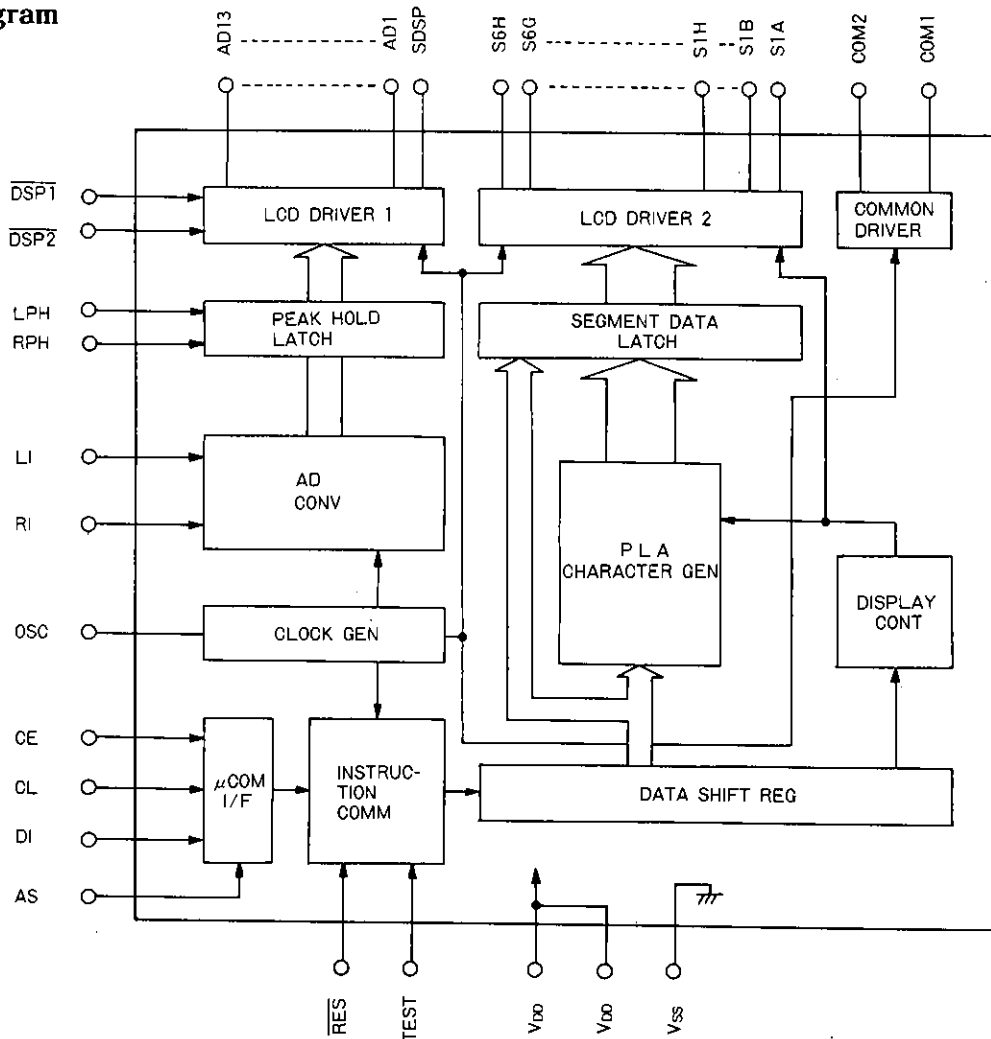 gram
AD13
AD1
SDSP
S6H
S6G
S1H
S1B
S1A
COM2
COM1
DSP1
DSP2
LCD DRIVER 1
LCD DRIVER 2
COMMON
DRIVER
LPH
RPH
PEAK HOLD
LATCH
SEGMENT DATA
LATCH
LI
RI
AD
CONV
PLA
CHARACTER GEN
DISPLAY
CONT
OSC
CLOCK GEN
CE
CL
DI
AS
μCOM
I/F
INSTRUC-
TION
COMM
DATA SHIFT REG
RES
TEST
VDD
VDD
VSS